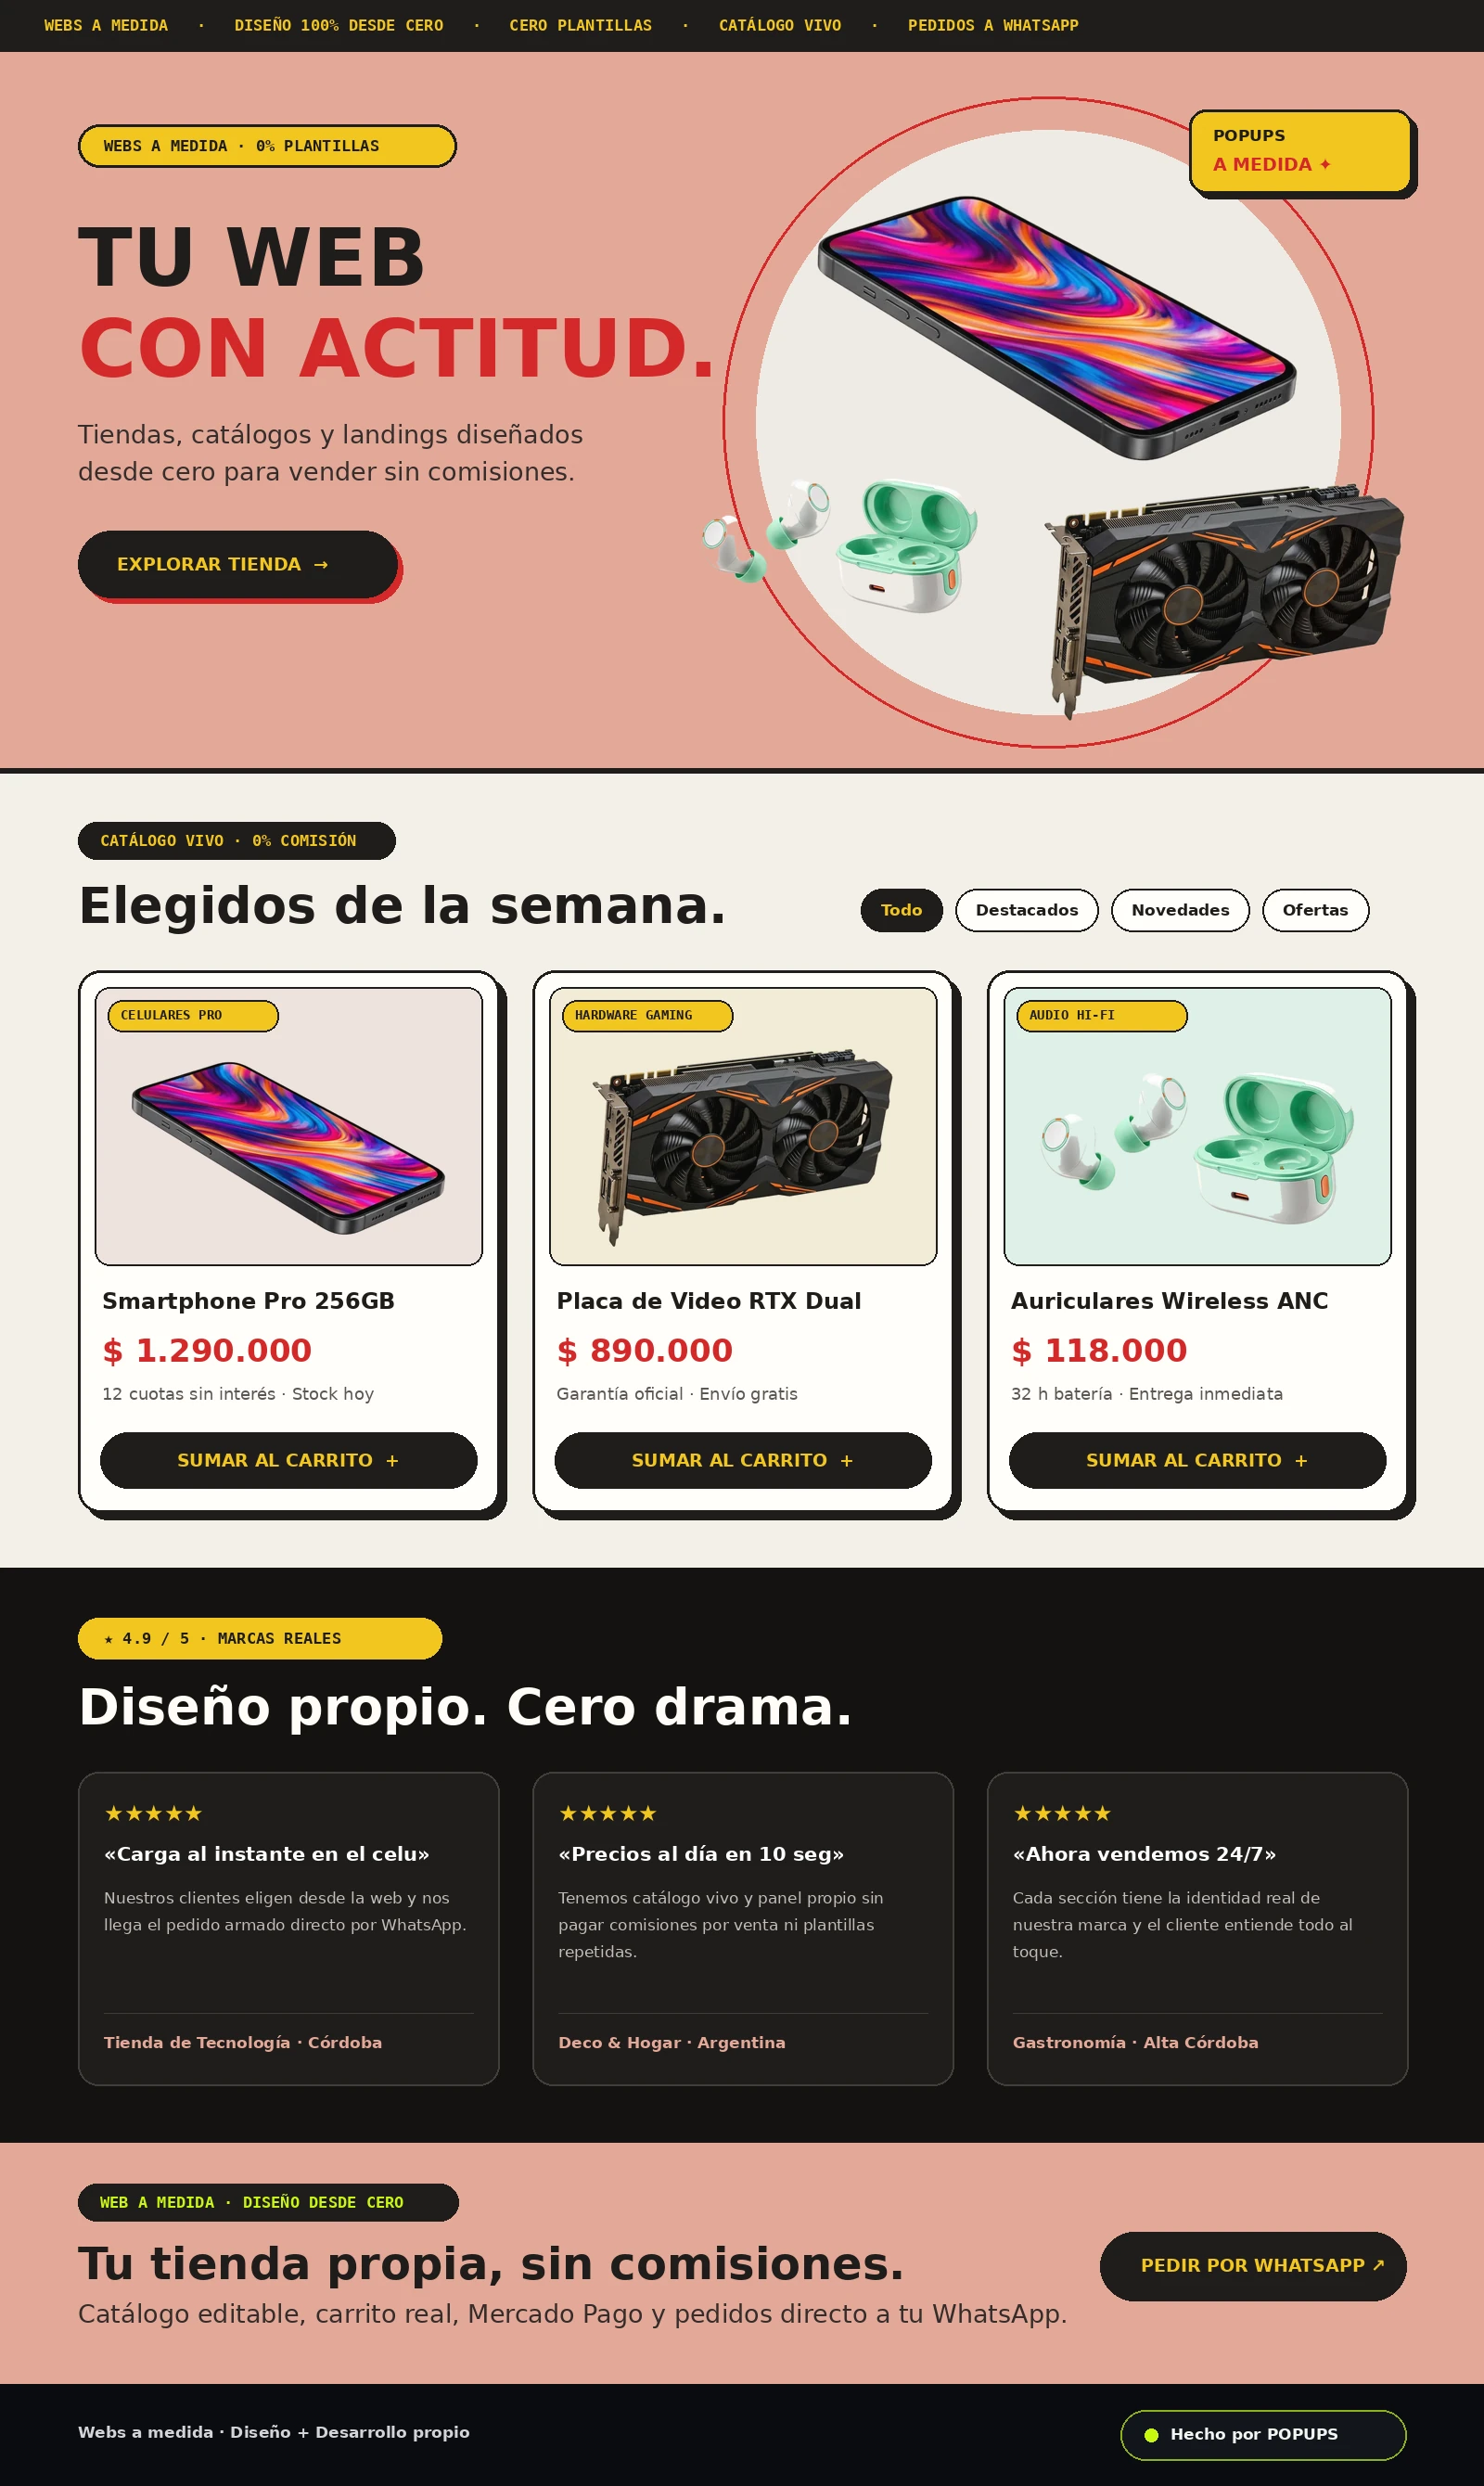 WEBS A MEDIDA · DISEÑO 100% DESDE CERO · CERO PLANTILLAS · CATÁLOGO VIVO · PEDIDOS A WHATSAPP
WEBS A MEDIDA · 0% PLANTILLAS
POPUPS
A MEDIDA ✦
TU WEB
CON ACTITUD.
Tiendas, catálogos y landings diseñados
desde cero para vender sin comisiones.
EXPLORAR TIENDA →
CATÁLOGO VIVO · 0% COMISIÓN
Elegidos de la semana.
Todo
Destacados
Novedades
Ofertas
CELULARES PRO
Smartphone Pro 256GB
$ 1.290.000
12 cuotas sin interés · Stock hoy
SUMAR AL CARRITO +
HARDWARE GAMING
Placa de Video RTX Dual
$ 890.000
Garantía oficial · Envío gratis
SUMAR AL CARRITO +
AUDIO HI-FI
Auriculares Wireless ANC
$ 118.000
32 h batería · Entrega inmediata
SUMAR AL CARRITO +
★ 4.9 / 5 · MARCAS REALES
Diseño propio. Cero drama.
★★★★★
«Carga al instante en el celu»
Nuestros clientes eligen desde la web y nos
llega el pedido armado directo por WhatsApp.
Tienda de Tecnología · Córdoba
★★★★★
«Precios al día en 10 seg»
Tenemos catálogo vivo y panel propio sin
pagar comisiones por venta ni plantillas
repetidas.
Deco & Hogar · Argentina
★★★★★
«Ahora vendemos 24/7»
Cada sección tiene la identidad real de
nuestra marca y el cliente entiende todo al
toque.
Gastronomía · Alta Córdoba
WEB A MEDIDA · DISEÑO DESDE CERO
Tu tienda propia, sin comisiones.
Catálogo editable, carrito real, Mercado Pago y pedidos directo a tu WhatsApp.
PEDIR POR WHATSAPP ↗
Webs a medida · Diseño + Desarrollo propio
Hecho por POPUPS